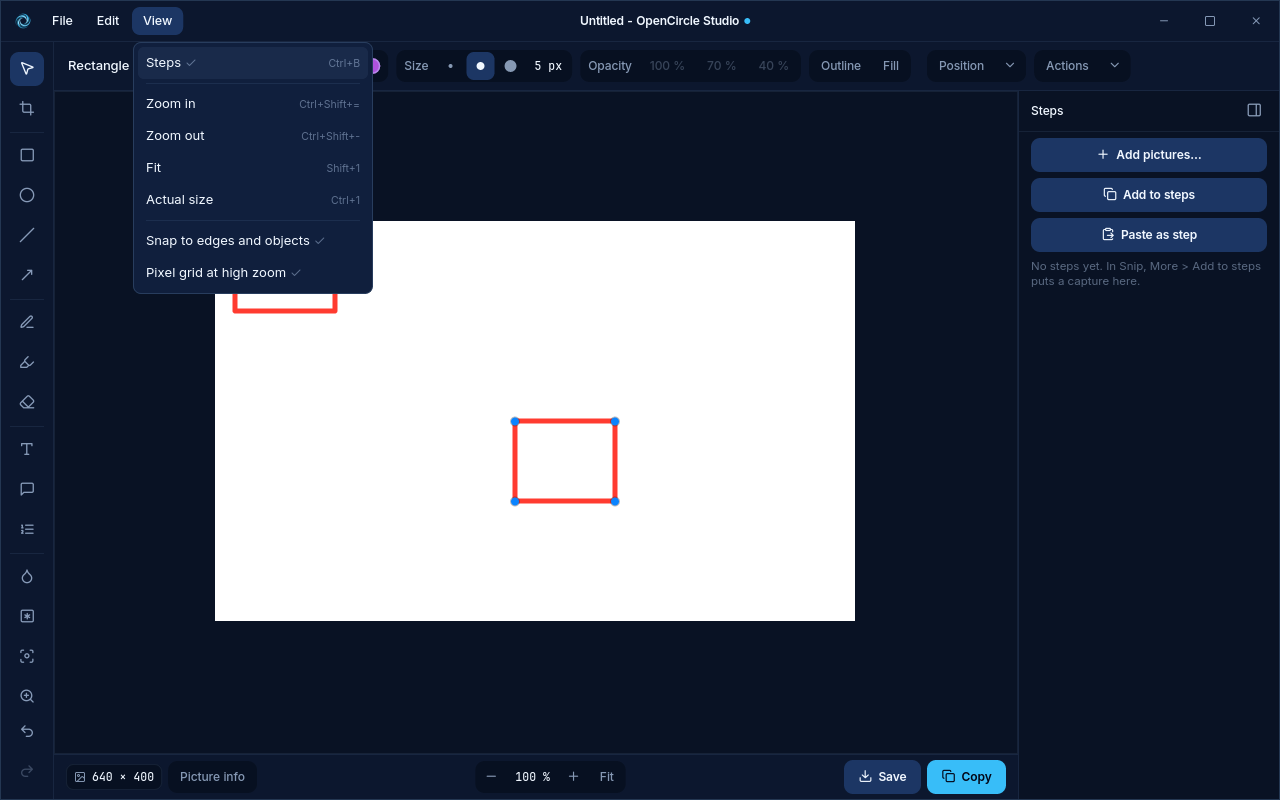 File Edit View
Untitled - OpenCircle Studio
Rectangle
Size 5 px
Opacity 100 % 70 % 40 %
Outline Fill
Position
Actions
Steps Ctrl+B
Zoom in Ctrl+Shift+=
Zoom out Ctrl+Shift+-
Fit Shift+1
Actual size Ctrl+1
Snap to edges and objects
Pixel grid at high zoom
Steps
Add pictures...
Add to steps
Paste as step
No steps yet. In Snip, More > Add to steps
puts a capture here.
640 × 400
Picture info
100 %
Fit
Save
Copy